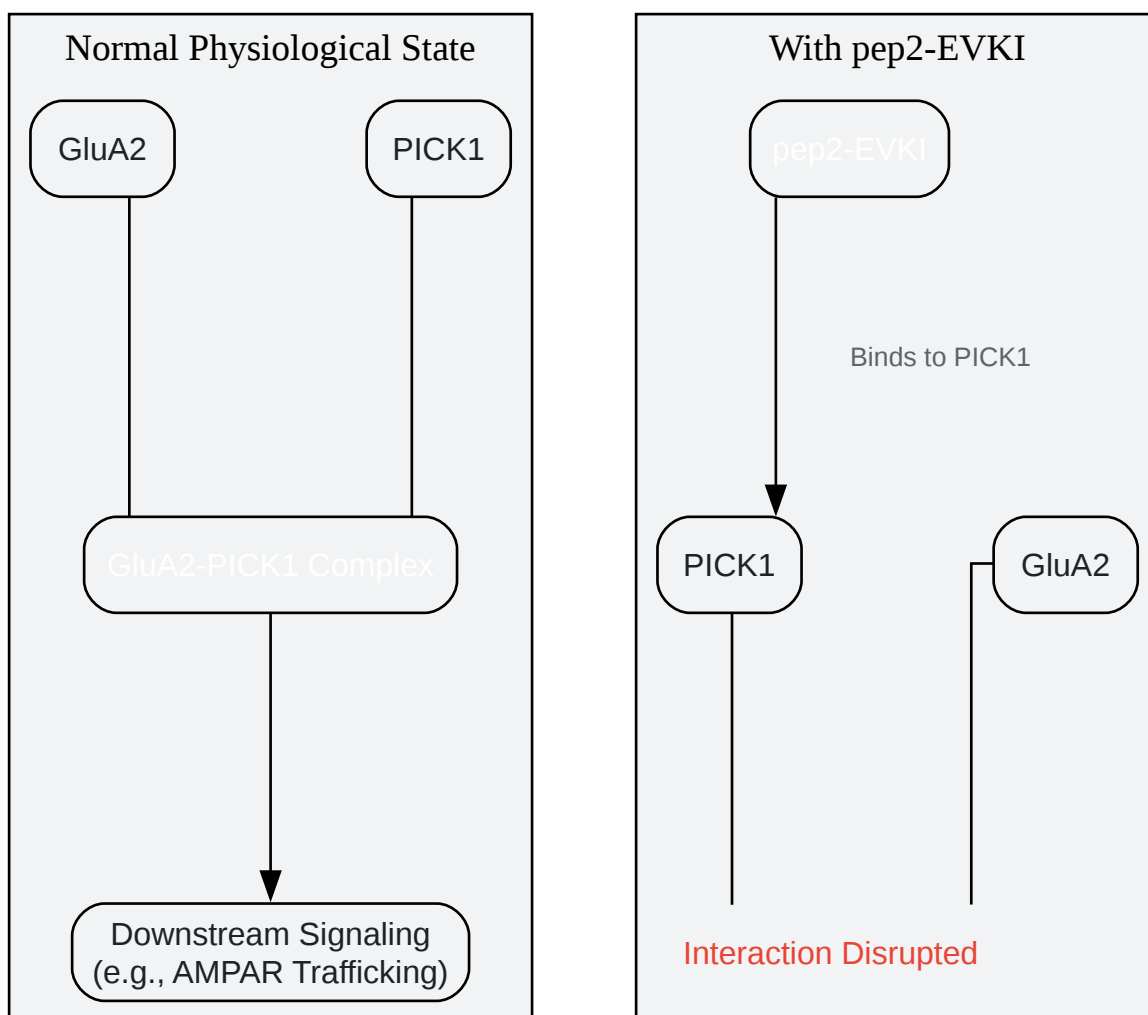 Normal Physiological State
GluA2
PICK1
GluA2-PICK1 Complex
Downstream Signaling
(e.g., AMPAR Trafficking)
With pep2-EVKI
pep2-EVKI
Binds to PICK1
PICK1
GluA2
Interaction Disrupted